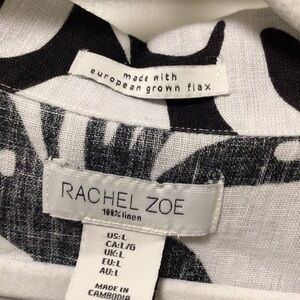 made with
european grown flax
RACHEL ZOE
100% linen
US:L
CA:L/G
UK:L
EU:L
AU:L
MADE IN
CAMBODIA